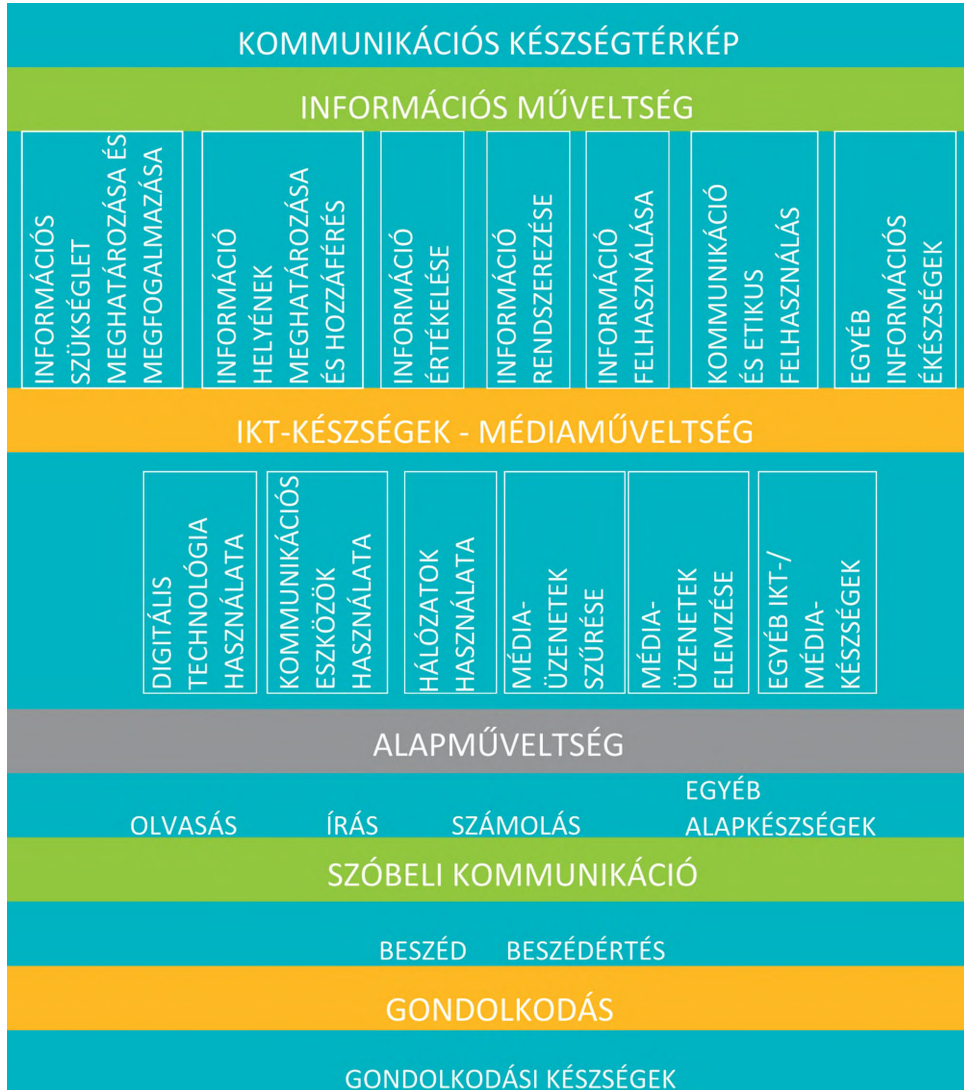 KOMMUNIKÁCIÓS KÉSZSÉGTÉRKÉP
INFORMÁCIÓS MŰVELTSÉG
INFORMÁCIÓS
SZÜKSÉGLET
MEGHATÁROZÁSA ÉS
MEGFOGALMAZÁSA
INFORMÁCIÓ
HELYÉNEK
MEGHATÁROZÁSA
ÉS HOZZÁFÉRÉS
INFORMÁCIÓ
ÉRTÉKELÉSE
INFORMÁCIÓ
RENDSZEREZÉSE
INFORMÁCIÓ
FELHASZNÁLÁSA
KOMMUNIKÁCIÓ
ÉS ETIKUS
FELHASZNÁLÁS
EGYÉB
INFORMÁCIÓS
ÉKÉSZSÉGEK
IKT-KÉSZSÉGEK - MÉDIAMŰVELTSÉG
DIGITÁLIS
TECHNOLÓGIA
HASZNÁLATA
KOMMUNIKÁCIÓS
ESZKÖZÖK
HASZNÁLATA
HÁLÓZATOK
HASZNÁLATA
MÉDIA-
ÜZENETEK
SZŰRÉSE
MÉDIA-
ÜZENETEK
ELEMZÉSE
EGYÉB IKT-/
MÉDIA-
KÉSZSÉGEK
ALAPMŰVELTSÉG
OLVASÁS
ÍRÁS
SZÁMOLÁS
EGYÉB
ALAPKÉSZSÉGEK
SZÓBELI KOMMUNIKÁCIÓ
BESZÉD
BESZÉDÉRTÉS
GONDOLKODÁS
GONDOLKODÁSI KÉSZSÉGEK